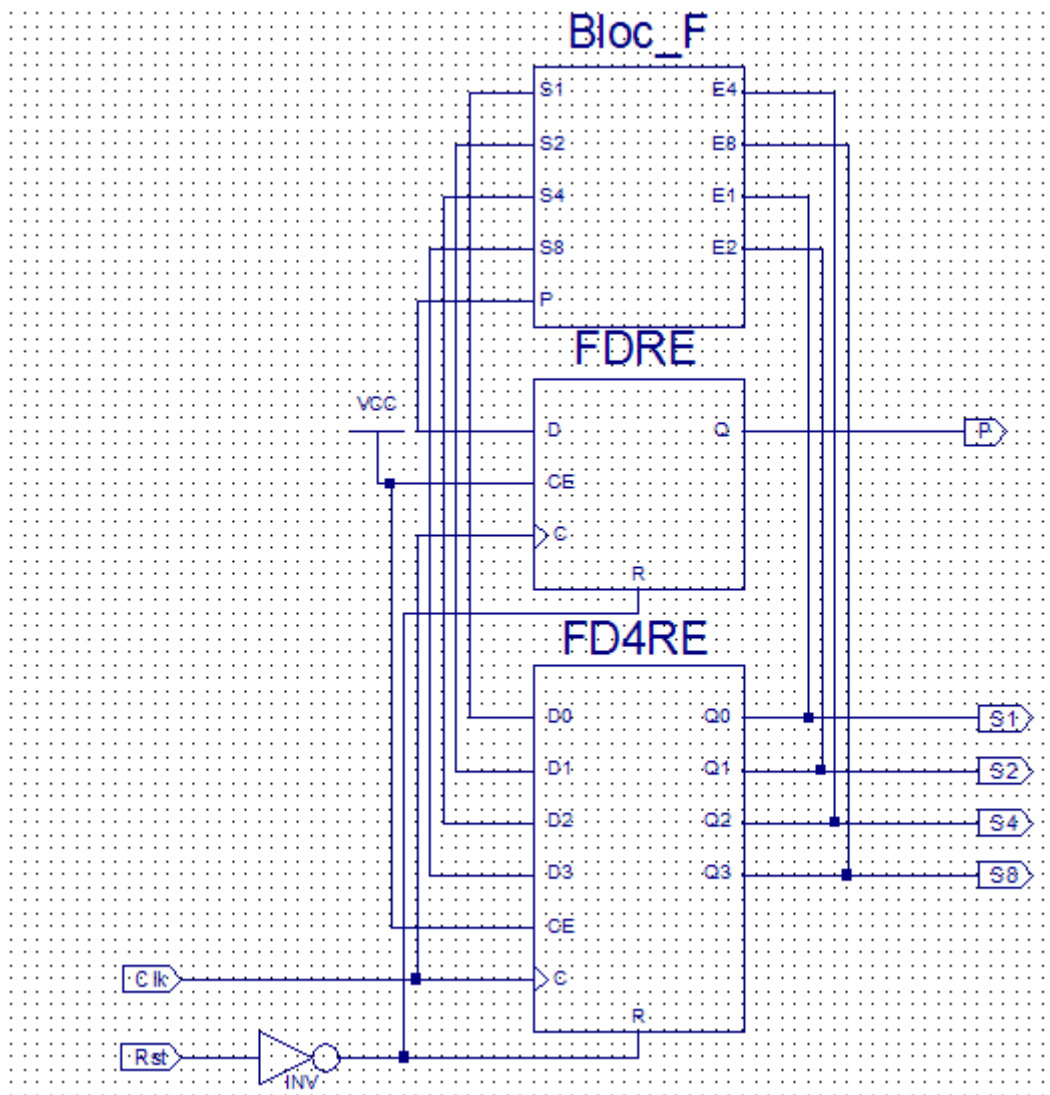 Bloc_F
S1 E4
S2 E8
S4 E1
S8 E2
P
FDRE
VCC
D Q P
CE
C
R
FD4RE
D0 Q0 S1
D1 Q1 S2
D2 Q2 S4
D3 Q3 S8
CE
Clk C
R
Rst
INV